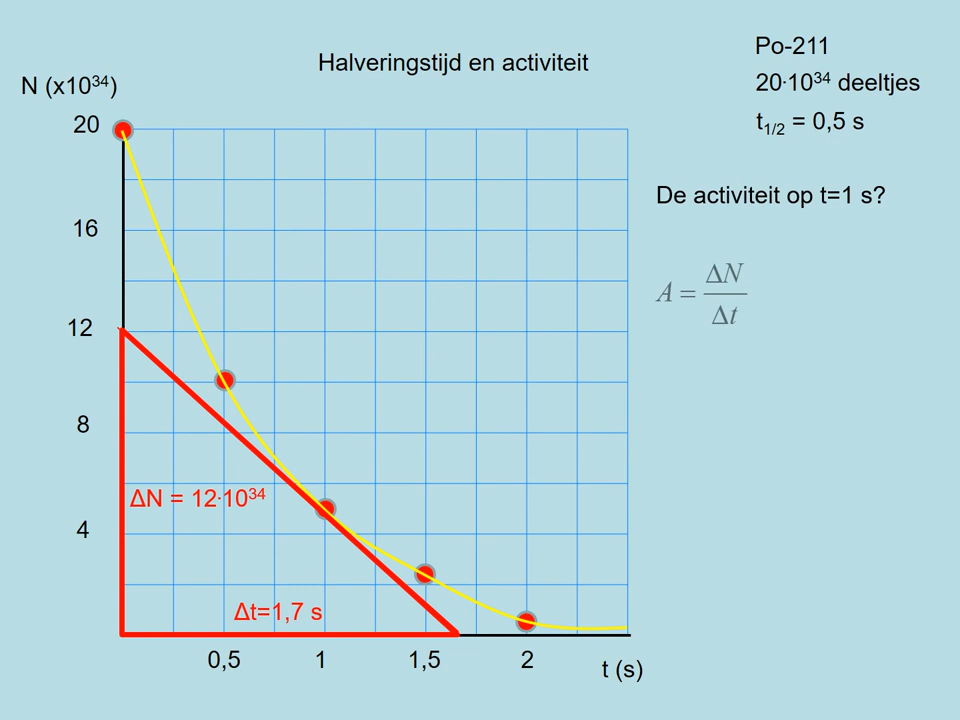 Halveringstijd en activiteit
Po-211
20·10³⁴ deeltjes
t₁/₂ = 0,5 s
De activiteit op t=1 s?
A = ΔN / Δt
N (x10³⁴)
20
16
12
8
4
ΔN = 12·10³⁴
Δt=1,7 s
0,5 1 1,5 2
t (s)